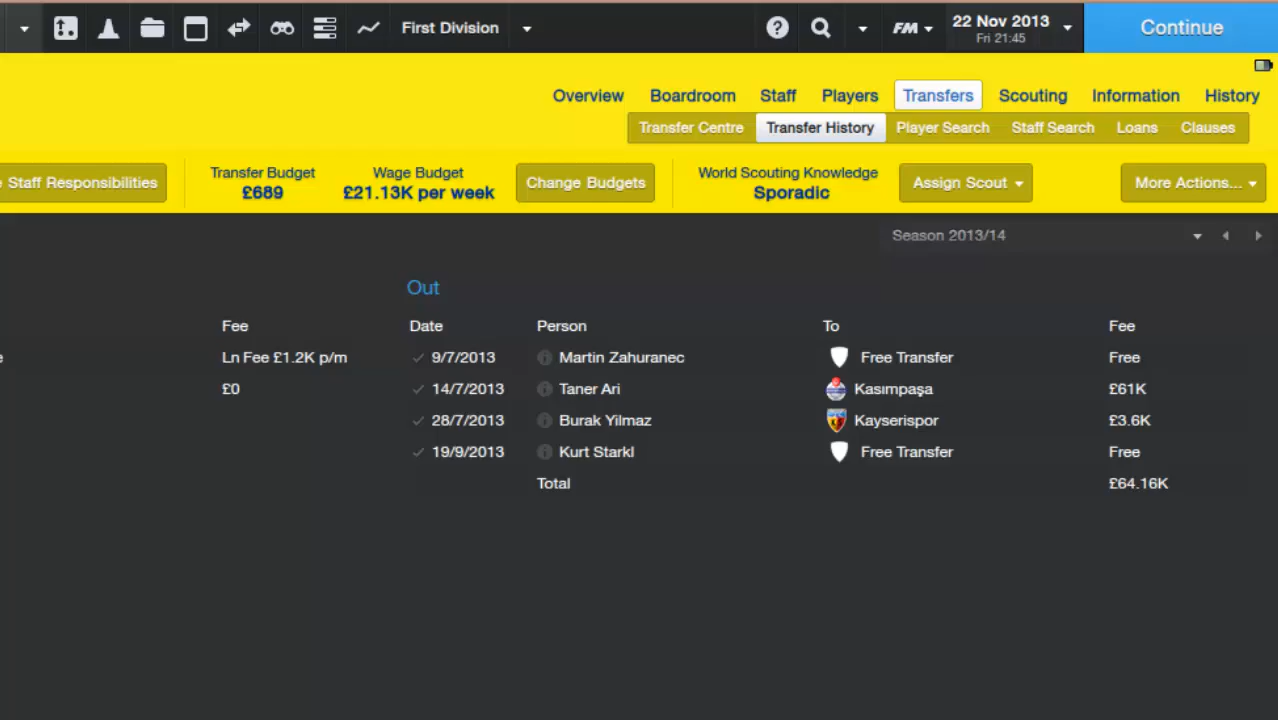 First Division
FM
22 Nov 2013
Fri 21:45
Continue
Overview Boardroom Staff Players Transfers Scouting Information History
Transfer Centre Transfer History Player Search Staff Search Loans Clauses
Staff Responsibilities
Transfer Budget
£689
Wage Budget
£21.13K per week
Change Budgets
World Scouting Knowledge
Sporadic
Assign Scout
More Actions...
Season 2013/14
Out
Fee Date Person To Fee
Ln Fee £1.2K p/m 9/7/2013 Martin Zahuranec Free Transfer Free
£0 14/7/2013 Taner Ari Kasımpaşa £61K
28/7/2013 Burak Yilmaz Kayserispor £3.6K
19/9/2013 Kurt Starkl Free Transfer Free
Total £64.16K